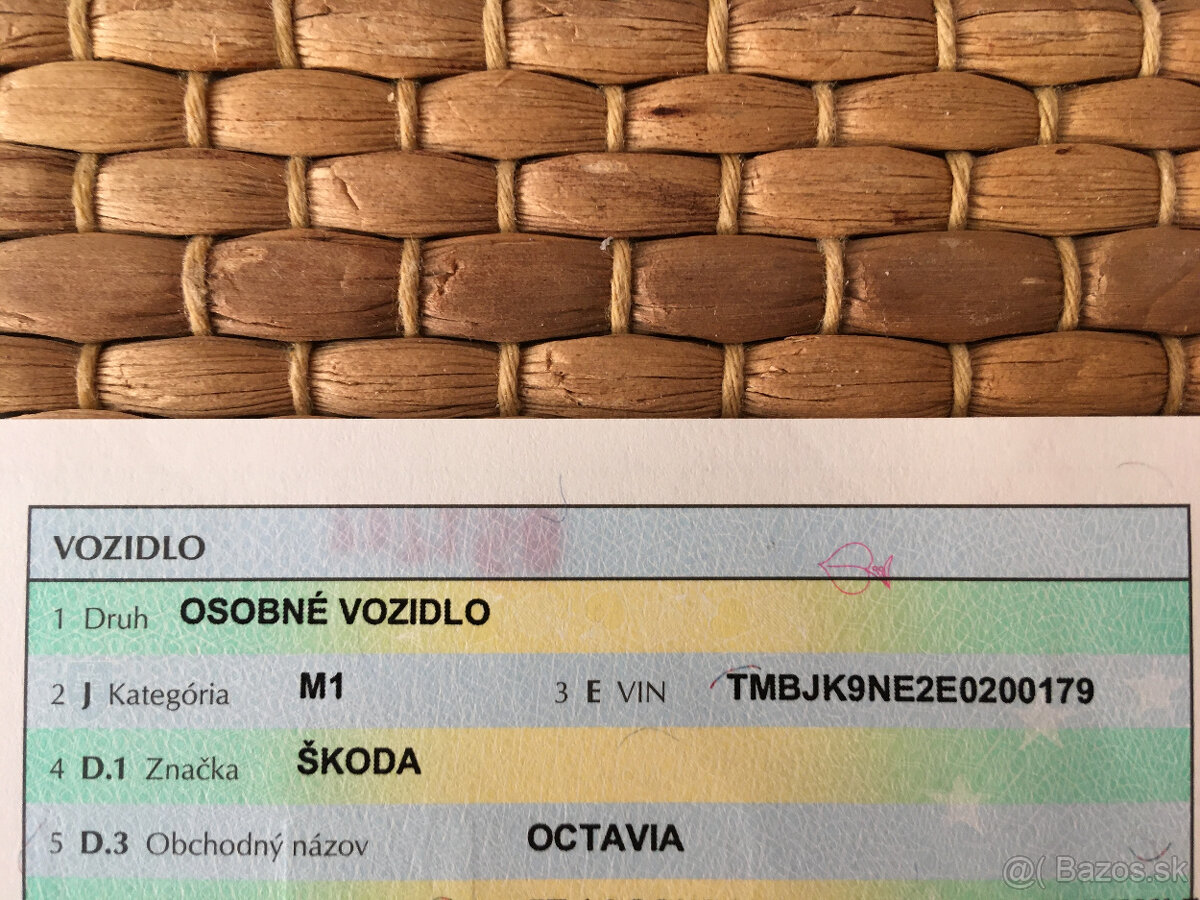 VOZIDLO
1 Druh OSOBNÉ VOZIDLO
2 J Kategória M1 3 E VIN TMBJK9NE2E0200179
4 D.1 Značka ŠKODA
5 D.3 Obchodný názov OCTAVIA
@( Bazos.sk